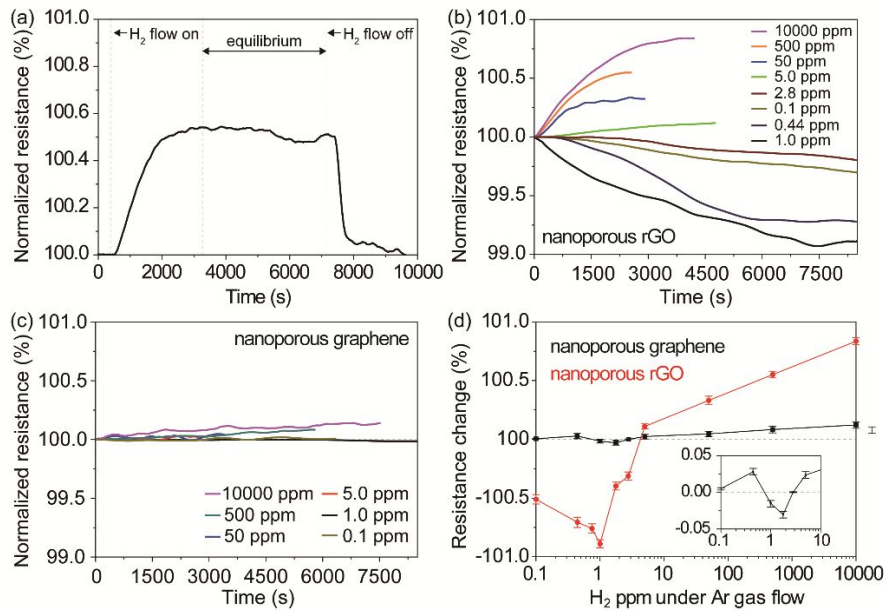 (a)
H2 flow on
equilibrium
H2 flow off
Normalized resistance (%)
101.0
100.8
100.6
100.4
100.2
100.0
0 2000 4000 6000 8000 10000
Time (s)
(b)
Normalized resistance (%)
101.0
100.5
100.0
99.5
99.0
10000 ppm
500 ppm
50 ppm
5.0 ppm
2.8 ppm
0.1 ppm
0.44 ppm
1.0 ppm
nanoporous rGO
0 1500 3000 4500 6000 7500
Time (s)
(c)
Normalized resistance (%)
101.0
100.5
100.0
99.5
99.0
nanoporous graphene
10000 ppm 5.0 ppm
500 ppm 1.0 ppm
50 ppm 0.1 ppm
0 1500 3000 4500 6000 7500
Time (s)
(d)
Resistance change (%)
101.0
100.5
100
-100.5
-101.0
nanoporous graphene
nanoporous rGO
0.05
0.00
-0.05
0.1 1 10
0.1 1 10 100 1000 10000
H2 ppm under Ar gas flow